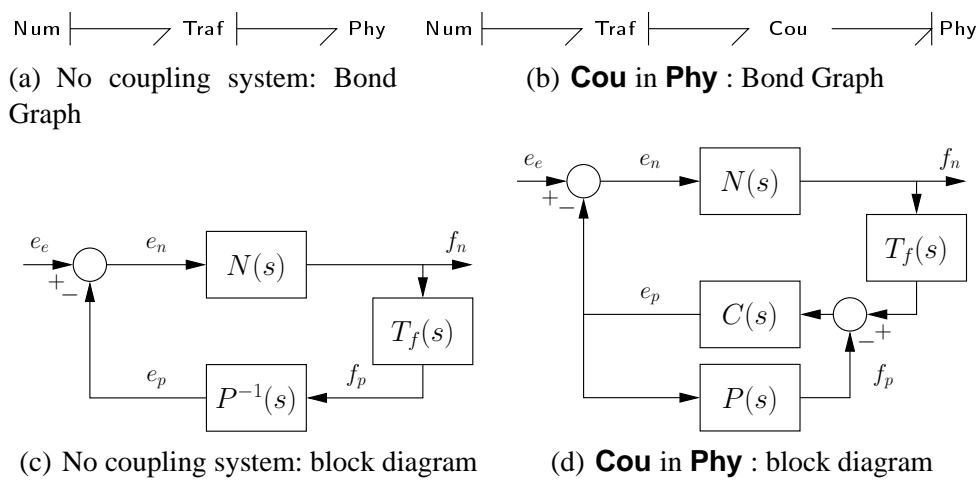 Num Traf Phy
Num Traf Cou Phy
(a) No coupling system: Bond
Graph
(b) Cou in Phy : Bond Graph
e_e e_n N(s) f_n
+ −
T_f(s)
e_p P^{-1}(s) f_p
(c) No coupling system: block diagram
e_e e_n N(s) f_n
+ −
T_f(s)
e_p C(s) − +
P(s) f_p
(d) Cou in Phy : block diagram